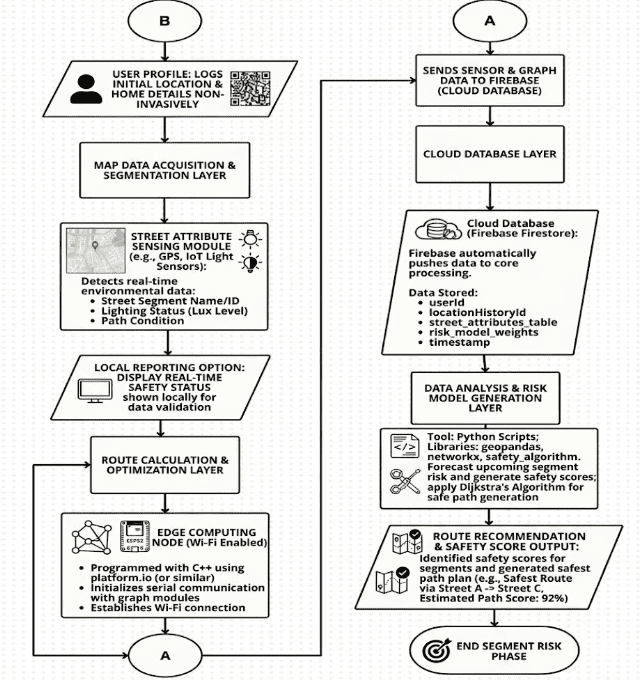 B
USER PROFILE: LOGS
INITIAL LOCATION &
HOME DETAILS NON-
INVASIVELY
MAP DATA ACQUISITION &
SEGMENTATION LAYER
STREET ATTRIBUTE
SENSING MODULE
(e.g., GPS, IoT Light
Sensors):
Detects real-time
environmental data:
• Street Segment Name/ID
• Lighting Status (Lux Level)
• Path Condition
LOCAL REPORTING OPTION:
DISPLAY REAL-TIME
SAFETY STATUS
shown locally for
data validation
ROUTE CALCULATION &
OPTIMIZATION LAYER
ESP32
EDGE COMPUTING
NODE (Wi-Fi Enabled)
• Programmed with C++ using
platform.io (or similar)
• Initializes serial communication
with graph modules
• Establishes Wi-Fi connection
A
A
SENDS SENSOR & GRAPH
DATA TO FIREBASE
(CLOUD DATABASE)
CLOUD DATABASE LAYER
Cloud Database
(Firebase Firestore):
Firebase automatically
pushes data to core
processing.
Data Stored:
• userId
• locationHistoryId
• street_attributes_table
• risk_model_weights
• timestamp
DATA ANALYSIS & RISK
MODEL GENERATION
LAYER
</>
Tool: Python Scripts;
Libraries: geopandas,
networkx, safety_algorithm.
Forecast upcoming segment
risk and generate safety scores;
apply Dijkstra's Algorithm for
safe path generation
ROUTE RECOMMENDATION
& SAFETY SCORE OUTPUT:
Identified safety scores for
segments and generated safest
path plan (e.g., Safest Route
via Street A -> Street C,
Estimated Path Score: 92%)
END SEGMENT RISK
PHASE